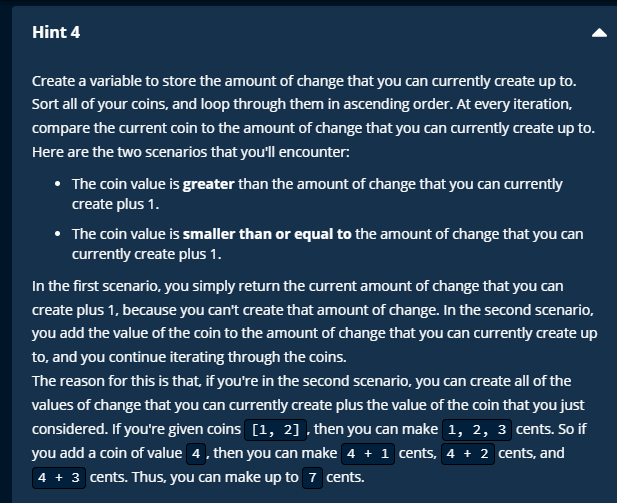 Hint 4
Create a variable to store the amount of change that you can currently create up to.
Sort all of your coins, and loop through them in ascending order. At every iteration,
compare the current coin to the amount of change that you can currently create up to.
Here are the two scenarios that you'll encounter:
• The coin value is greater than the amount of change that you can currently
create plus 1.
• The coin value is smaller than or equal to the amount of change that you can
currently create plus 1.
In the first scenario, you simply return the current amount of change that you can
create plus 1, because you can't create that amount of change. In the second scenario,
you add the value of the coin to the amount of change that you can currently create up
to, and you continue iterating through the coins.
The reason for this is that, if you're in the second scenario, you can create all of the
values of change that you can currently create plus the value of the coin that you just
considered. If you're given coins [1, 2] , then you can make 1, 2, 3 cents. So if
you add a coin of value 4 , then you can make 4 + 1 cents, 4 + 2 cents, and
4 + 3 cents. Thus, you can make up to 7 cents.